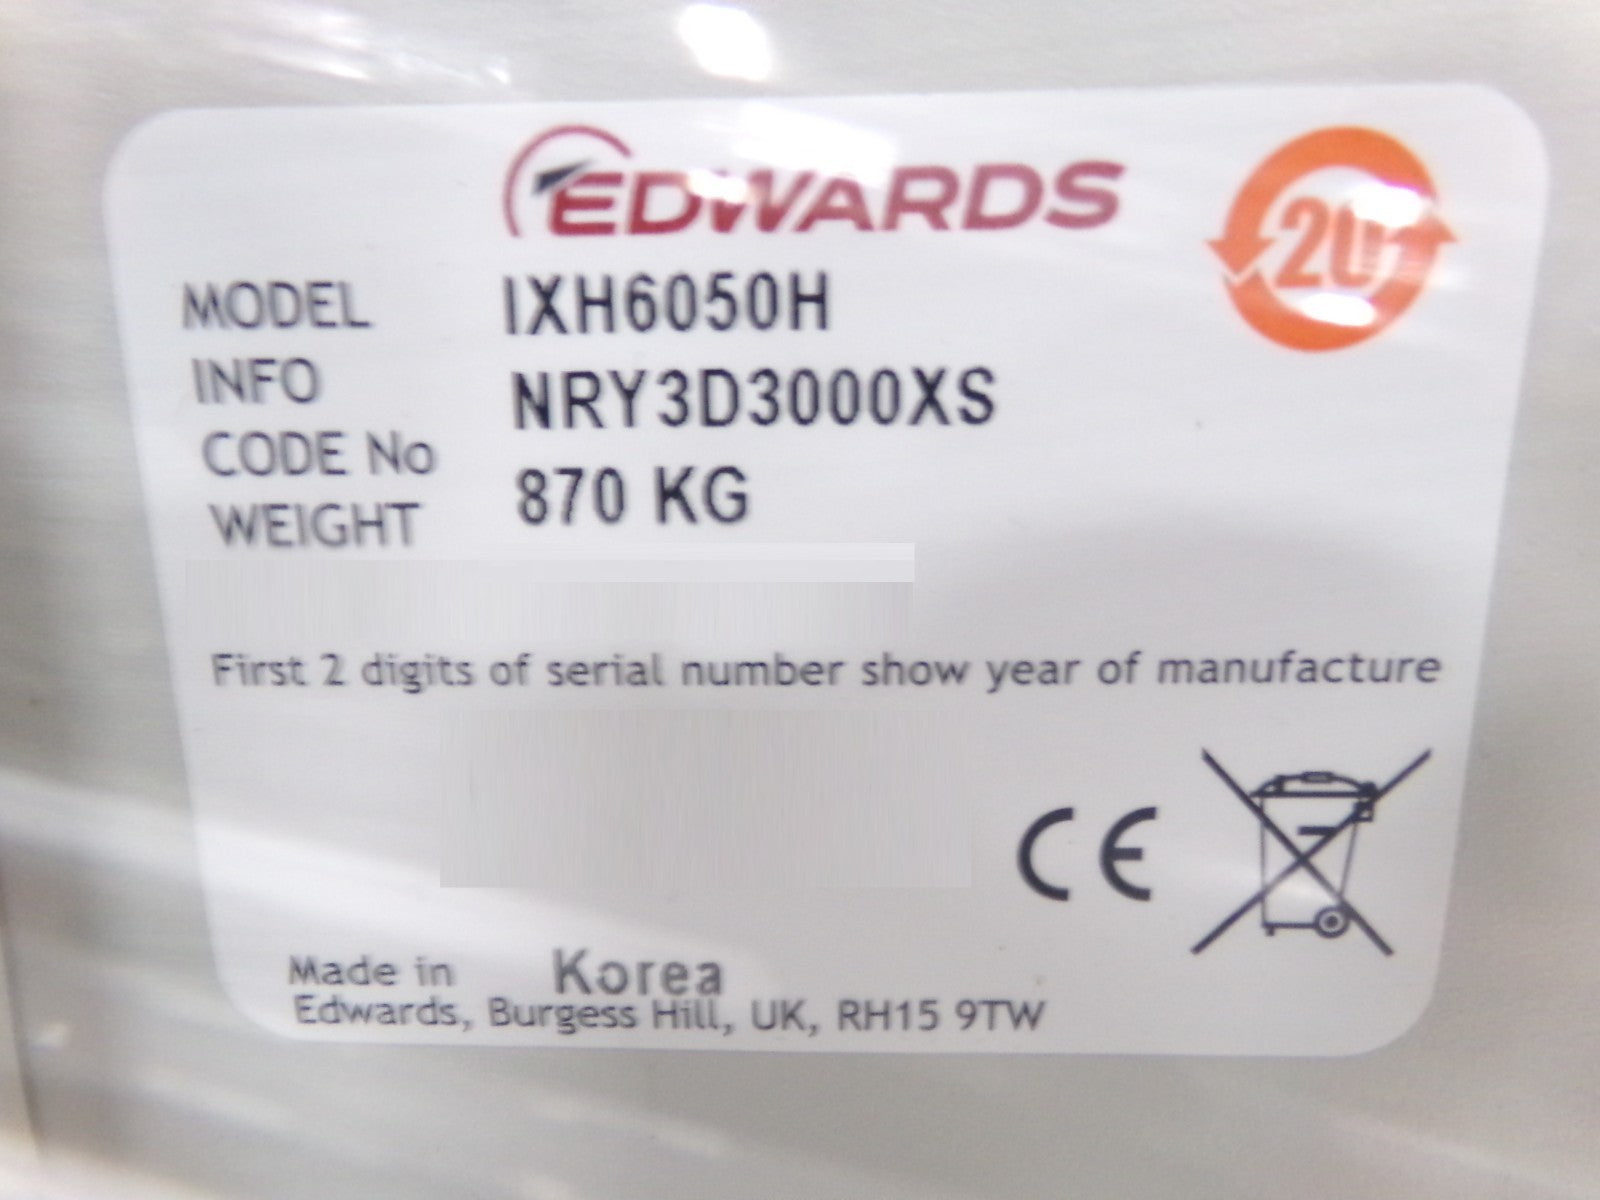 EDWARDS
20
MODEL IXH6050H
INFO
NRY3D3000XS
CODE No
WEIGHT 870 KG
First 2 digits of serial number show year of manufacture
CE
Made in Korea
Edwards, Burgess Hill, UK, RH15 9TW